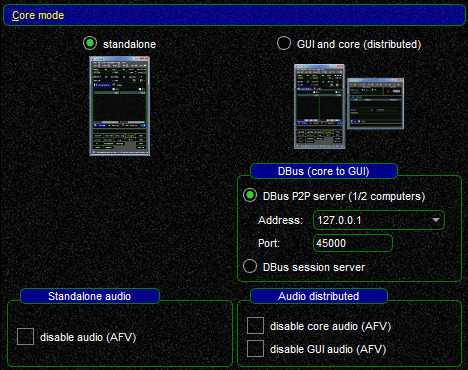 Core mode
standalone
GUI and core (distributed)
DBus (core to GUI)
DBus P2P server (1/2 computers)
Address: 127.0.0.1
Port: 45000
DBus session server
Standalone audio
Audio distributed
disable audio (AFV)
disable core audio (AFV)
disable GUI audio (AFV)